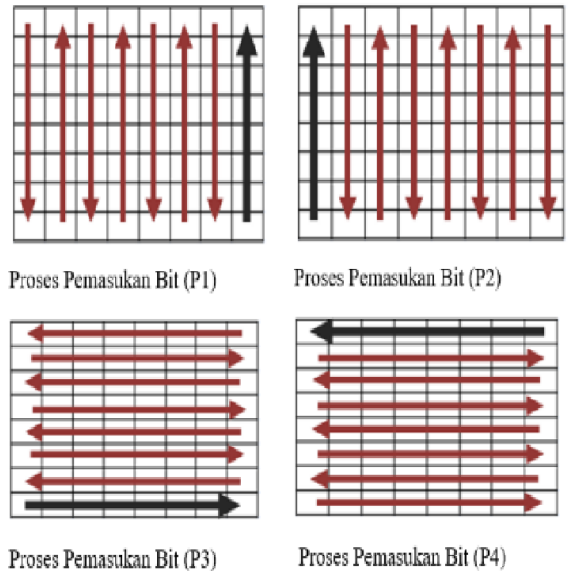 Proses Pemasukan Bit (P1)
Proses Pemasukan Bit (P2)
Proses Pemasukan Bit (P3)
Proses Pemasukan Bit (P4)